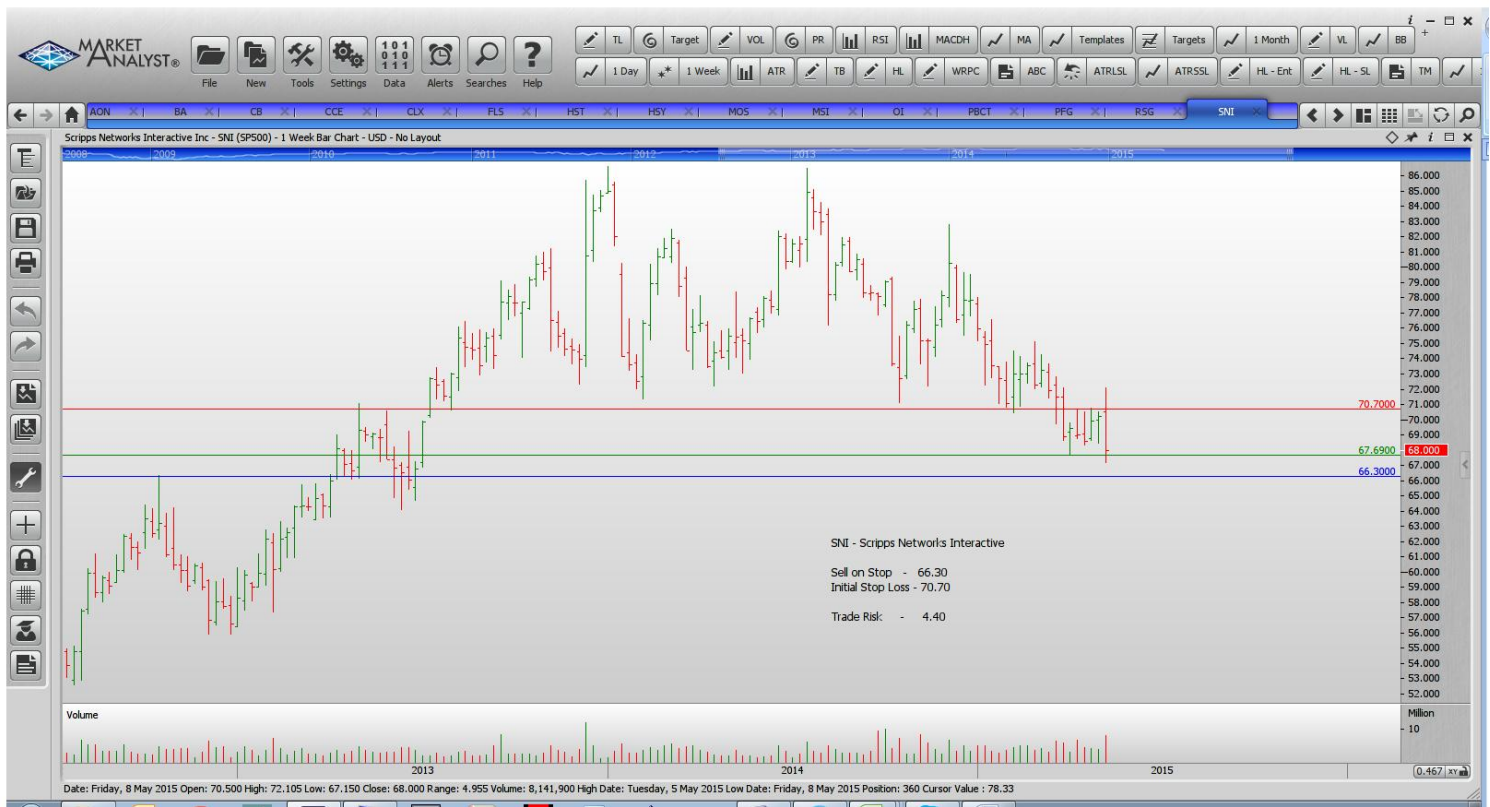 MARKET
ANALYST®
File
New
Tools
Settings
101
010
111
Data
Alerts
Searches
?
Help
TL
Target
VOL
PR
RSI
MACDH
MA
Templates
Targets
1 Month
VL
BB
1 Day
1 Week
ATR
TB
HL
WRPC
ABC
ATRLSL
ATRSSL
HL - Ent
HL - SL
TM
AON
BA
CB
CCE
CLX
FLS
HST
HSY
MOS
MSI
OI
PBCT
PFG
RSG
SNI
Scripps Networks Interactive Inc - SNI (SP500) - 1 Week Bar Chart - USD - No Layout
2008
2009
2010
2011
2012
2013
2014
2015
86.000
85.000
84.000
83.000
82.000
81.000
80.000
79.000
78.000
77.000
76.000
75.000
74.000
73.000
72.000
70.7000
71.000
70.000
69.000
67.6900
68.000
67.000
66.3000
66.000
65.000
64.000
63.000
62.000
61.000
60.000
59.000
58.000
57.000
56.000
55.000
54.000
53.000
52.000
SNI - Scripps Networks Interactive
Sell on Stop - 66.30
Initial Stop Loss - 70.70
Trade Risk - 4.40
Volume
Million
10
2013
2014
2015
0.467 XY
Date: Friday, 8 May 2015 Open: 70.500 High: 72.105 Low: 67.150 Close: 68.000 Range: 4.955 Volume: 8,141,900 High Date: Tuesday, 5 May 2015 Low Date: Friday, 8 May 2015 Position: 360 Cursor Value : 78.33